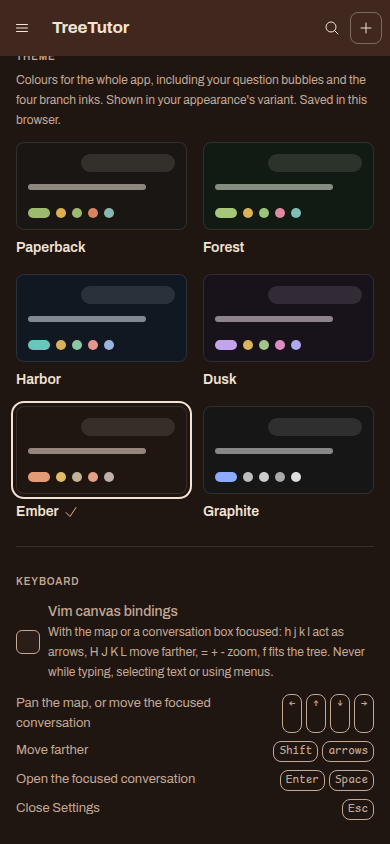 TreeTutor
THEME
Colours for the whole app, including your question bubbles and the
four branch inks. Shown in your appearance's variant. Saved in this
browser.
Paperback
Forest
Harbor
Dusk
Ember ✓
Graphite
KEYBOARD
Vim canvas bindings
With the map or a conversation box focused: h j k l act as
arrows, H J K L move farther, = + - zoom, f fits the tree. Never
while typing, selecting text or using menus.
Pan the map, or move the focused
conversation
← ↑ ↓ →
Move farther
Shift arrows
Open the focused conversation
Enter Space
Close Settings
Esc